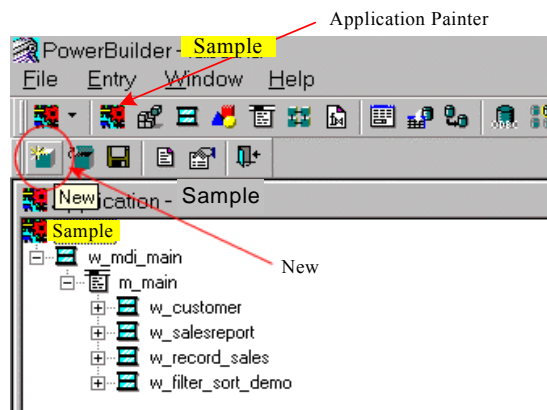 Application Painter
PowerBuilder - Sample
File Entry Window Help
New
Application - Sample
Sample
w_mdi_main
New
m_main
w_customer
w_salesreport
w_record_sales
w_filter_sort_demo